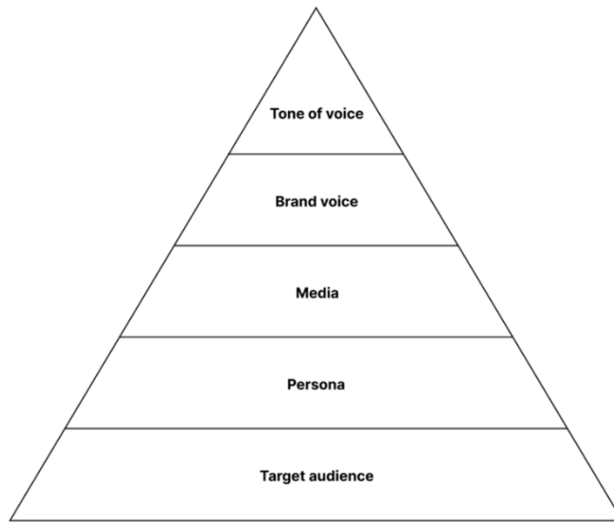 Tone of voice
Brand voice
Media
Persona
Target audience